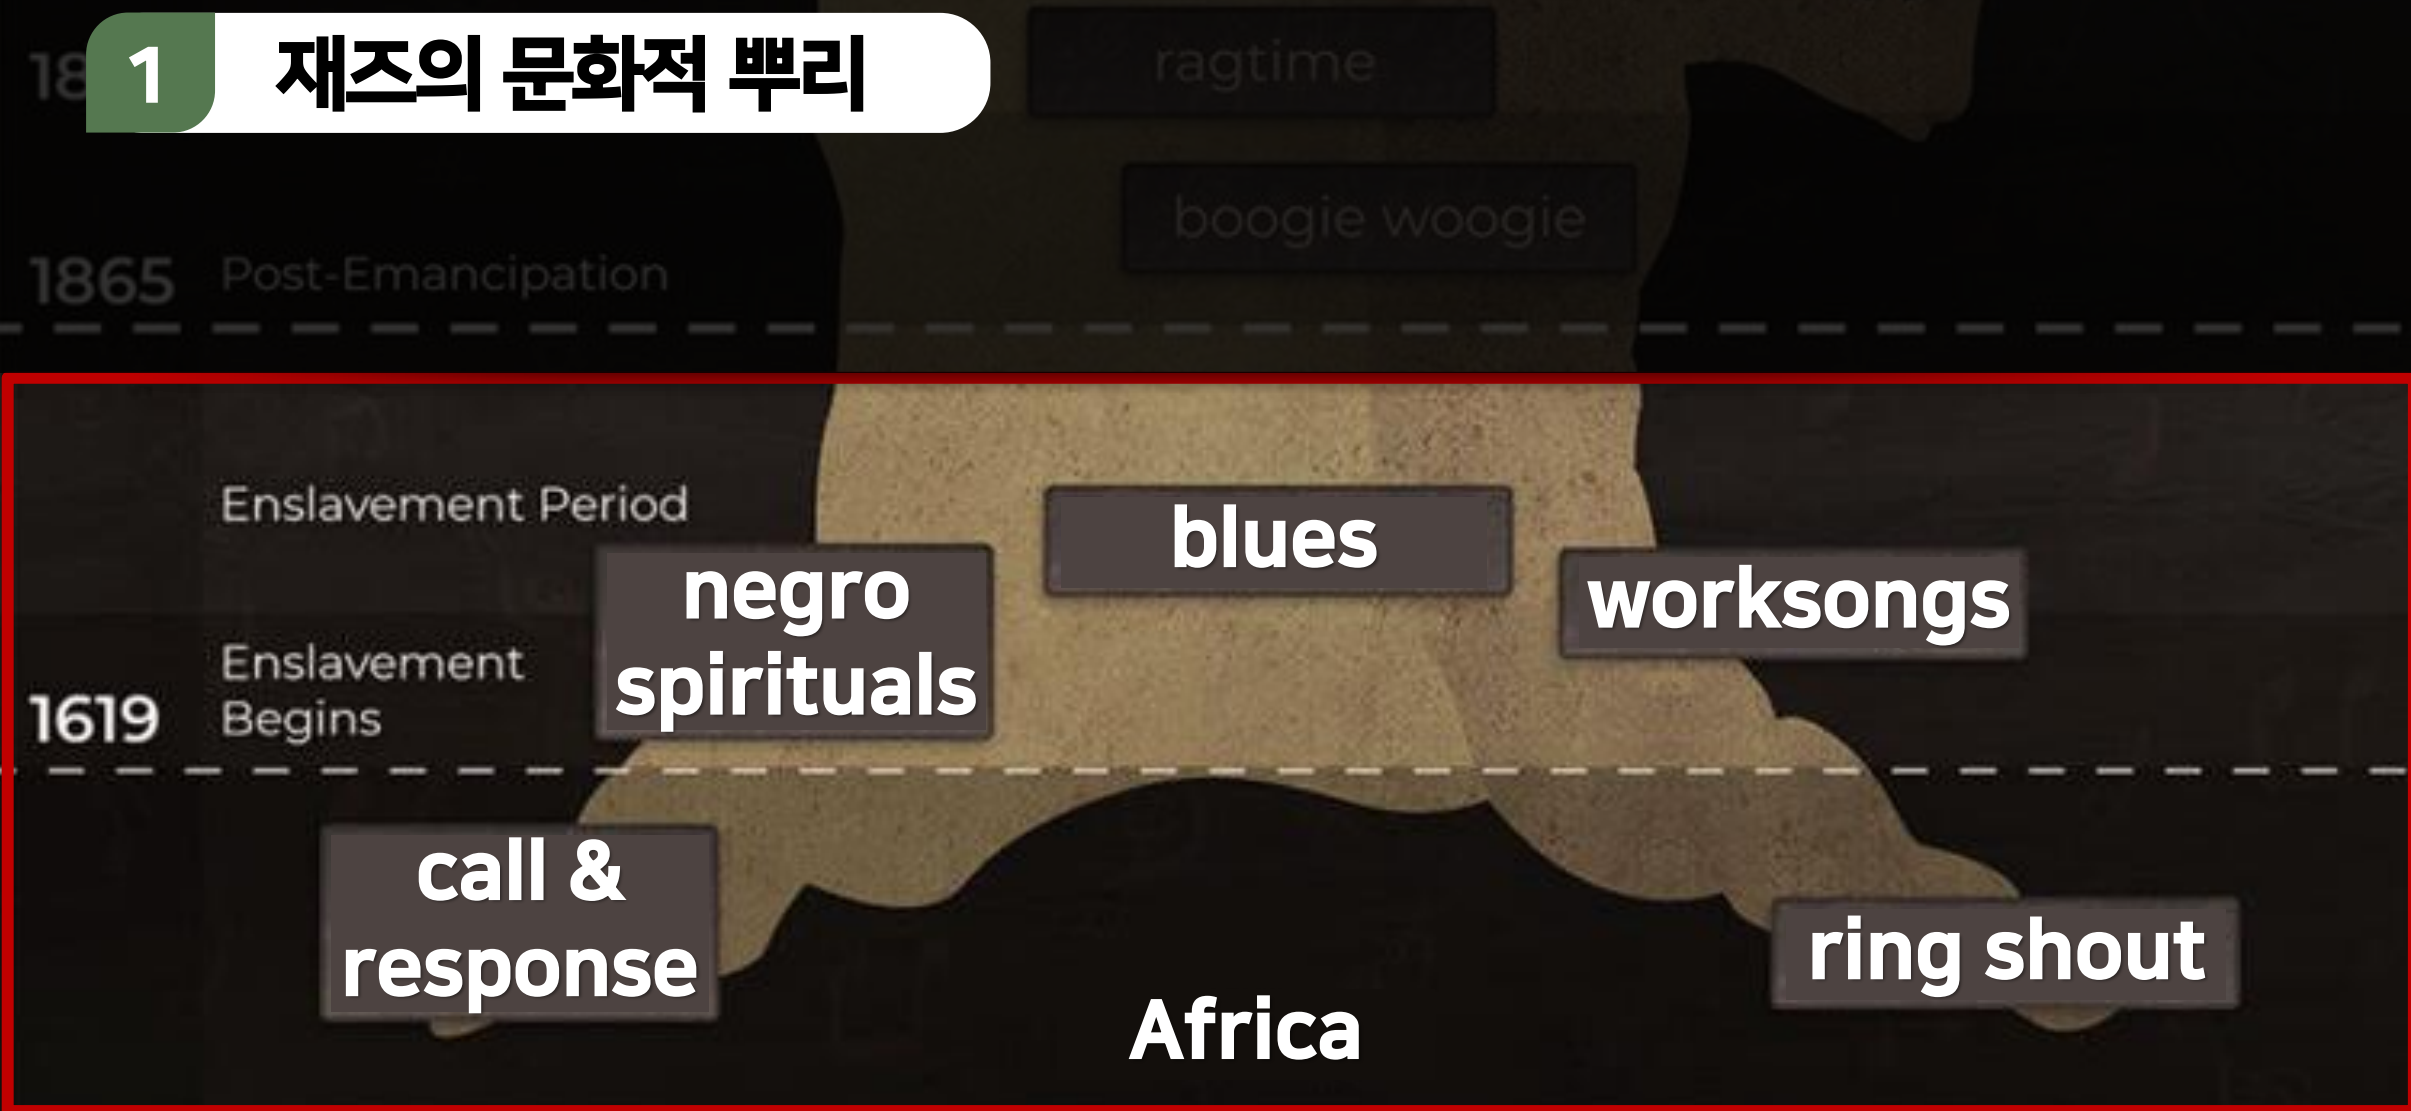 1 재즈의 문화적 뿌리
18
ragtime
boogie woogie
1865 Post-Emancipation
Enslavement Period
blues
negro
spirituals
worksongs
Enslavement
1619 Begins
call &
response
ring shout
Africa